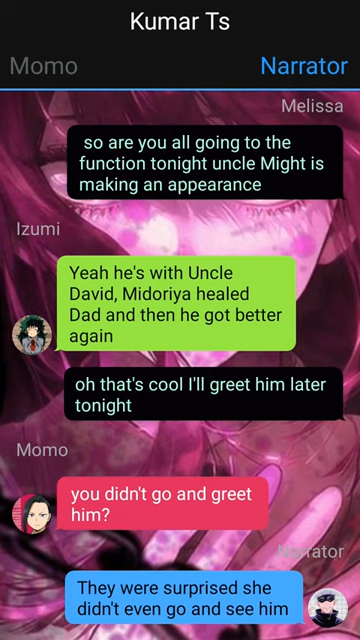 Kumar Ts
Momo
Narrator
Melissa
so are you all going to the
function tonight uncle Might is
making an appearance
Izumi
Yeah he's with Uncle
David, Midoriya healed
Dad and then he got better
again
oh that's cool I'll greet him later
tonight
Momo
you didn't go and greet
him?
Narrator
They were surprised she
didn't even go and see him